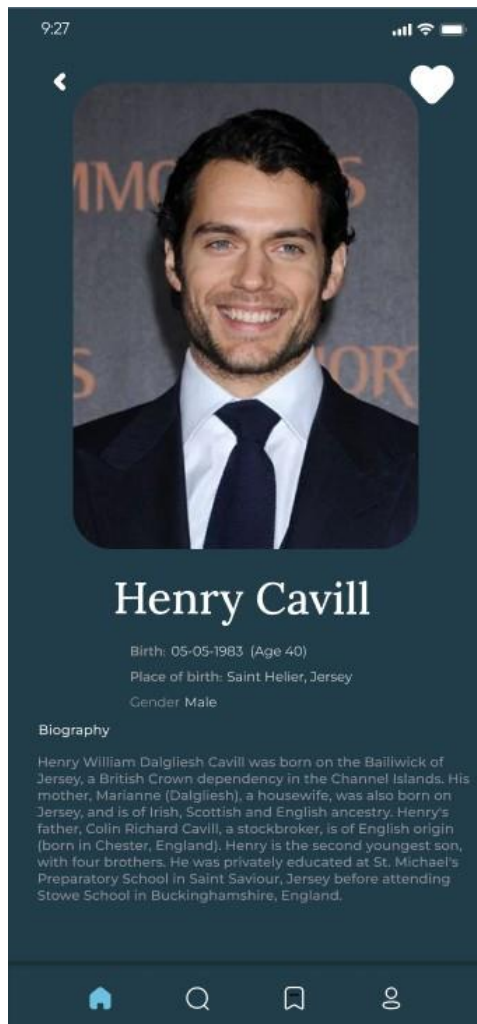 9:27
MMO
S
S
ORT
Henry Cavill
Birth: 05-05-1983 (Age 40)
Place of birth: Saint Helier, Jersey
Gender Male
Biography
Henry William Dalgliesh Cavill was born on the Bailiwick of
Jersey, a British Crown dependency in the Channel Islands. His
mother, Marianne (Dalgliesh), a housewife, was also born on
Jersey, and is of Irish, Scottish and English ancestry. Henry's
father, Colin Richard Cavill, a stockbroker, is of English origin
(born in Chester, England). Henry is the second youngest son,
with four brothers. He was privately educated at St. Michael's
Preparatory School in Saint Saviour, Jersey before attending
Stowe School in Buckinghamshire, England.